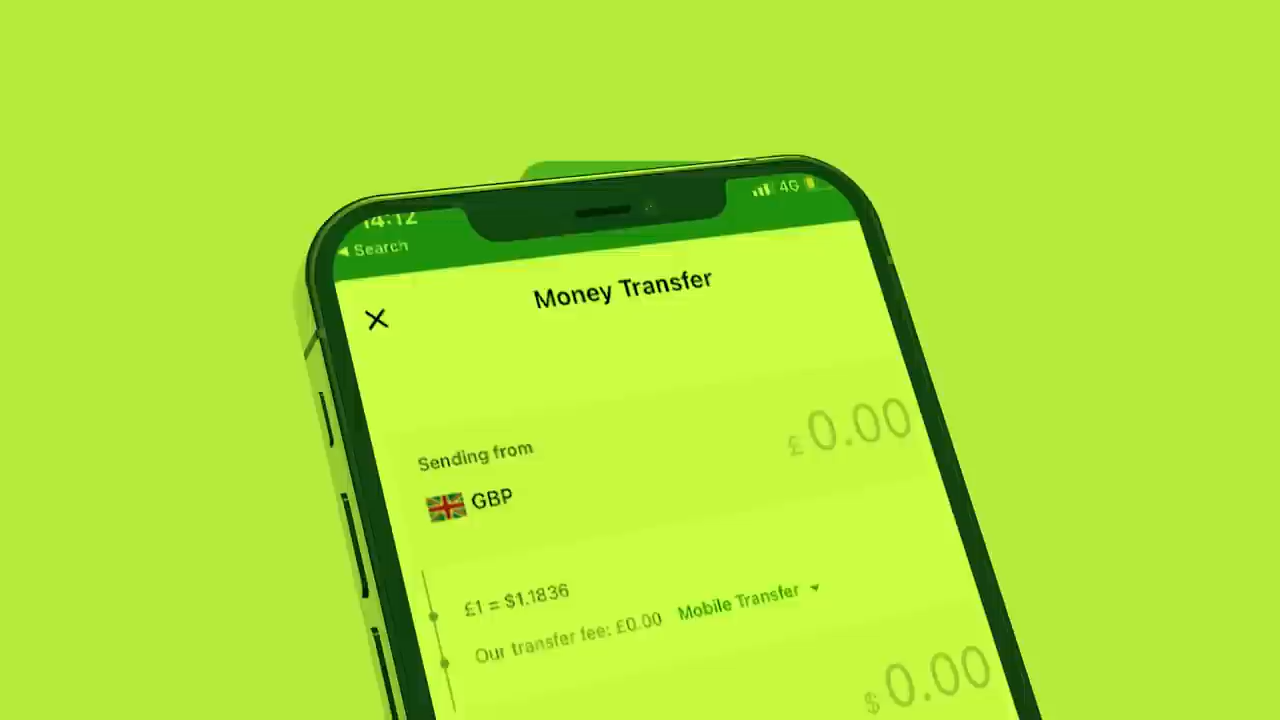 14:12
4G
Search
Money Transfer
Sending from
£0.00
GBP
£1 = $1.1836
Our transfer fee: £0.00 Mobile Transfer
$0.00